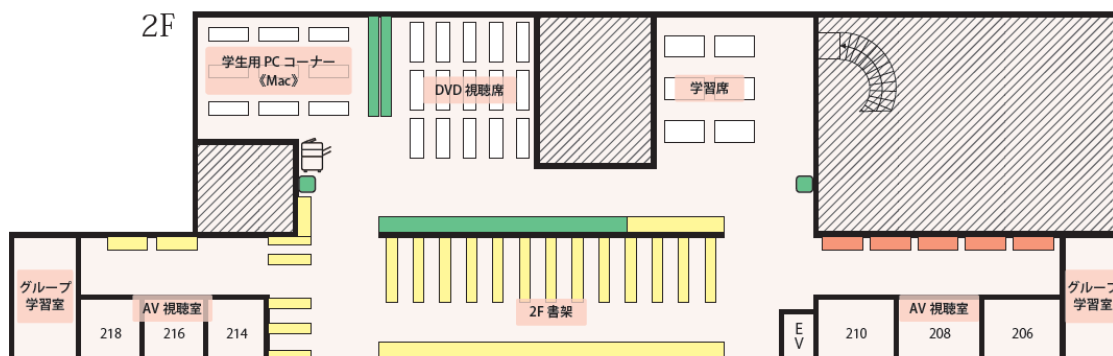 2F
学生用 PC コーナー
《Mac》
DVD 視聴席
学習席
グループ
学習室
AV 視聴室
218
216
214
2F 書架
EV
210
AV 視聴室
208
206
グループ
学習室